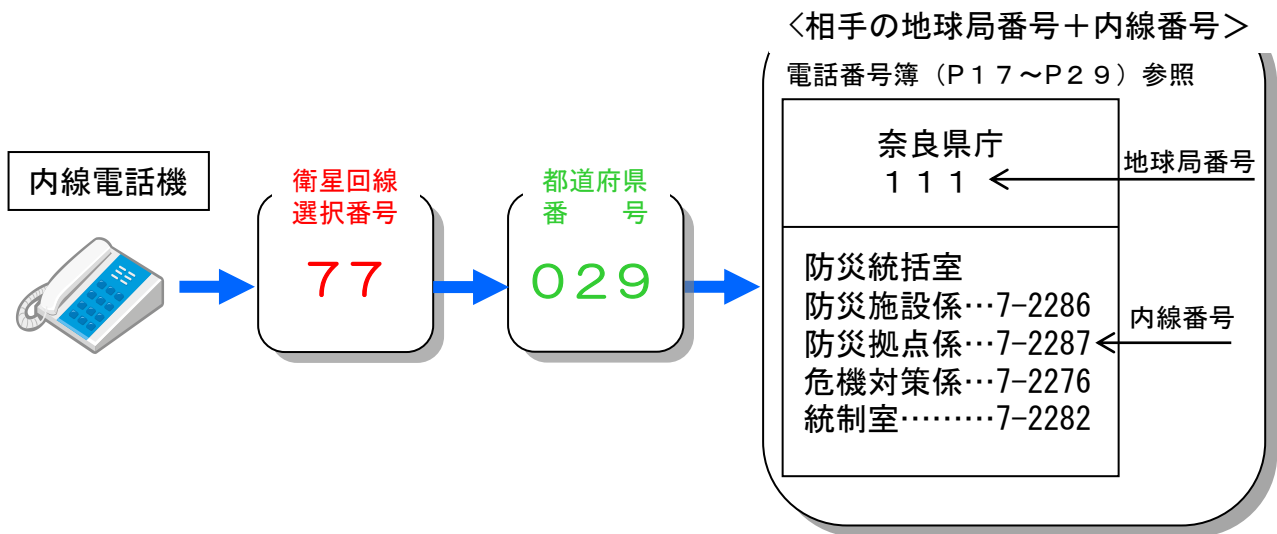 <相手の地球局番号+内線番号>
電話番号簿(P17~P29)参照
内線電話機
衛星回線
選択番号
77
都道府県
番 号
029
奈良県庁
111
地球局番号
防災統括室
防災施設係…7-2286
防災拠点係…7-2287
危機対策係…7-2276
統制室………7-2282
内線番号